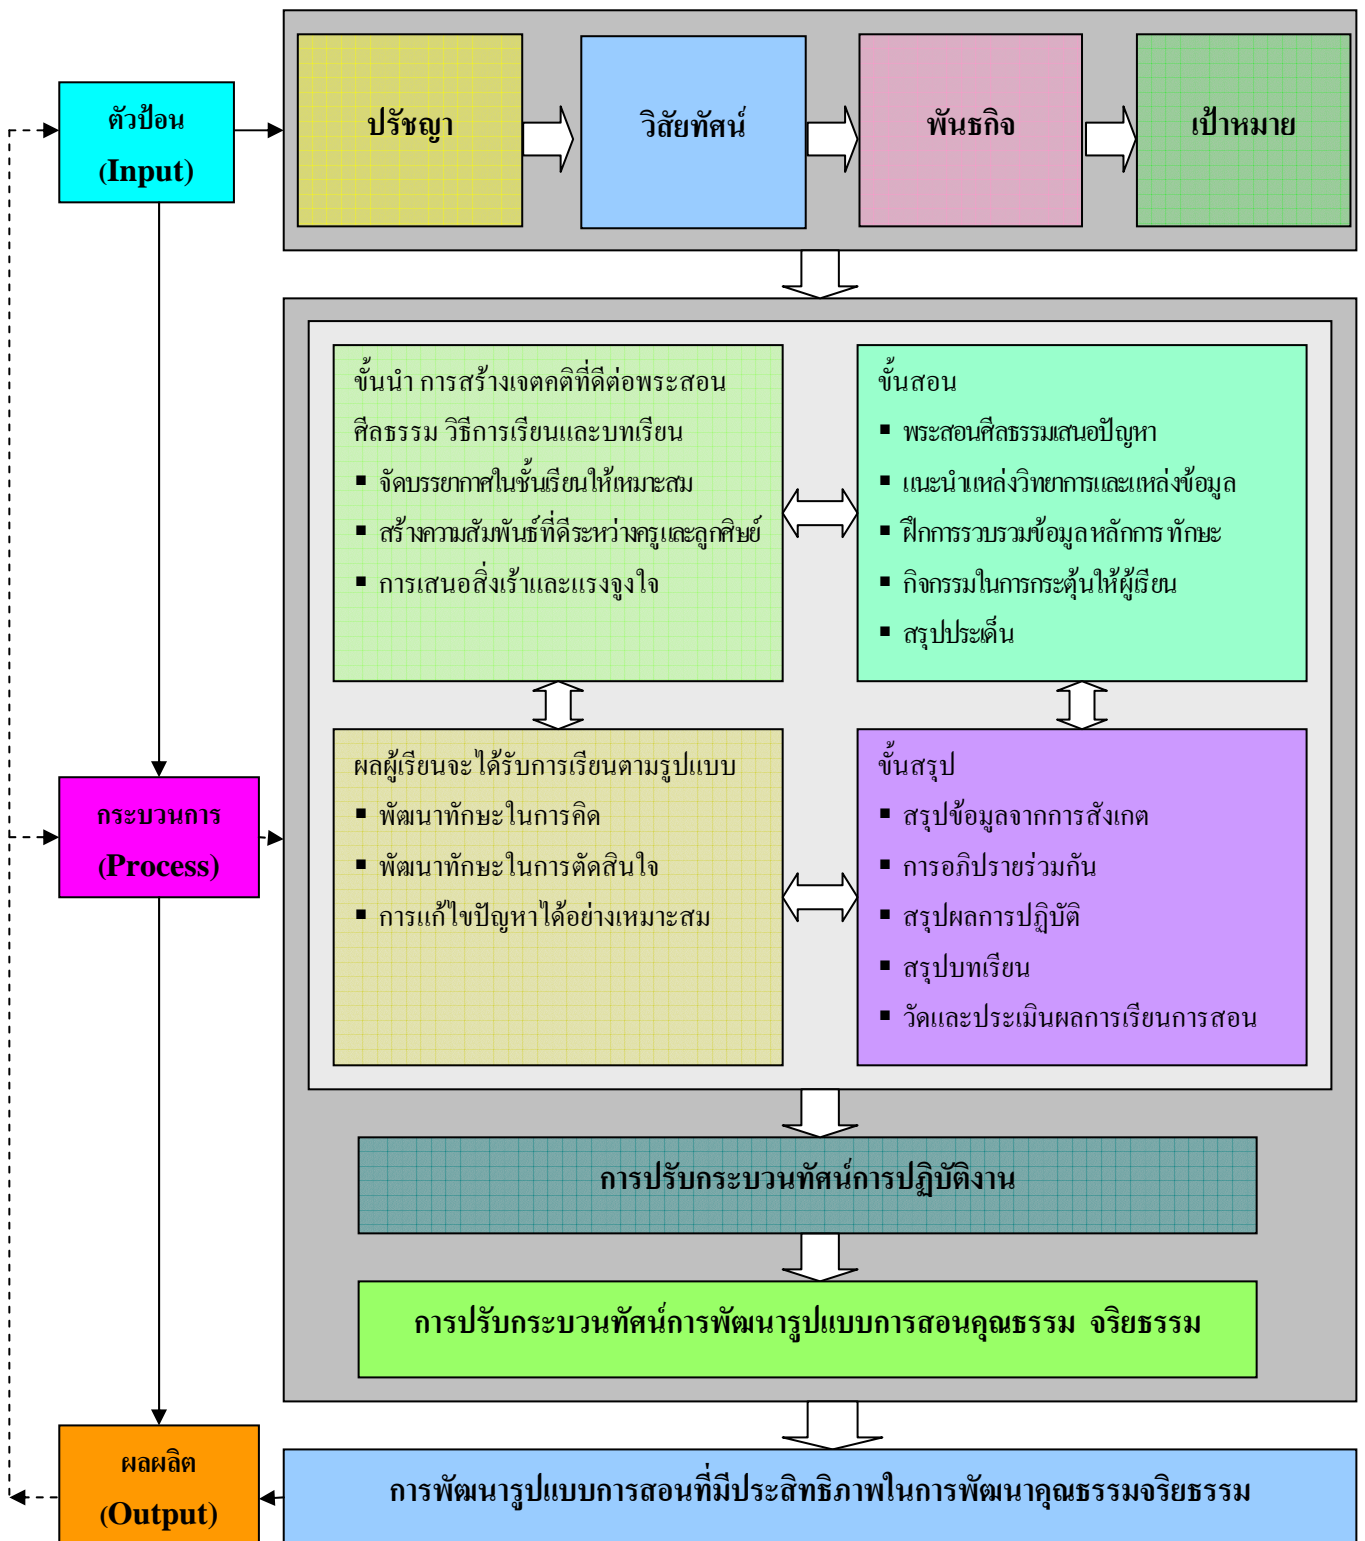 ตัวป้อน
(Input)
ปรัชญา
วิสัยทัศน์
พันธกิจ
เป้าหมาย
ขั้นนำ การสร้างเจตคติที่ดีต่อพระสอน
ศีลธรรม วิธีการเรียนและบทเรียน
▪ จัดบรรยากาศในชั้นเรียนให้เหมาะสม
▪ สร้างความสัมพันธ์ที่ดีระหว่างครูและลูกศิษย์
▪ การเสนอสิ่งเร้าและแรงจูงใจ
ขั้นสอน
▪ พระสอนศีลธรรมเสนอปัญหา
▪ แนะนำแหล่งวิทยาการและแหล่งข้อมูล
▪ ฝึกการรวบรวมข้อมูล หลักการ ทักษะ
▪ กิจกรรมในการกระตุ้นให้ผู้เรียน
▪ สรุปประเด็น
กระบวนการ
(Process)
ผลผู้เรียนจะได้รับการเรียนตามรูปแบบ
▪ พัฒนาทักษะในการคิด
▪ พัฒนาทักษะในการตัดสินใจ
▪ การแก้ไขปัญหาได้อย่างเหมาะสม
ขั้นสรุป
▪ สรุปข้อมูลจากการสังเกต
▪ การอภิปรายร่วมกัน
▪ สรุปผลการปฏิบัติ
▪ สรุปบทเรียน
▪ วัดและประเมินผลการเรียนการสอน
การปรับกระบวนทัศน์การปฏิบัติงาน
การปรับกระบวนทัศน์การพัฒนารูปแบบการสอนคุณธรรม จริยธรรม
ผลผลิต
(Output)
การพัฒนารูปแบบการสอนที่มีประสิทธิภาพในการพัฒนาคุณธรรมจริยธรรม